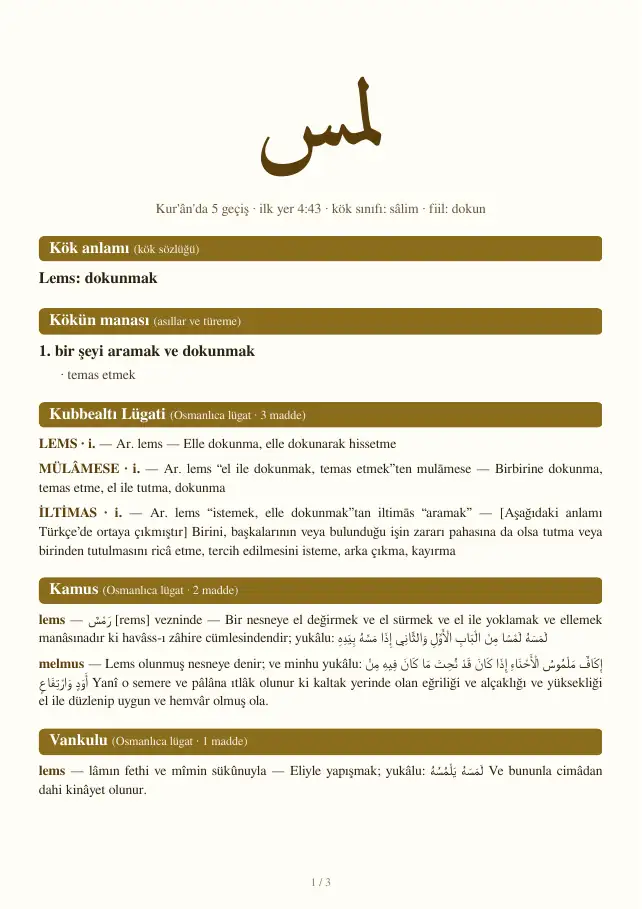 لمس
Kur'ân'da 5 geçiş · ilk yer 4:43 · kök sınıfı: sâlim · fiil: dokun
Kök anlamı (kök sözlüğü)
Lems: dokunmak
Kökün manası (asıllar ve türeme)
1. bir şeyi aramak ve dokunmak
· temas etmek
Kubbealtı Lügati (Osmanlıca lügat · 3 madde)
LEMS · i. — Ar. lems — Elle dokunma, elle dokunarak hissetme
MÜLÂMESE · i. — Ar. lems “el ile dokunmak, temas etmek”ten mulāmese — Birbirine dokunma,
temas etme, el ile tutma, dokunma
İLTİMAS · i. — Ar. lems “istemek, elle dokunmak”tan iltimās “aramak” — [Aşağıdaki anlamı
Türkçe’de ortaya çıkmıştır] Birini, başkalarının veya bulunduğu işin zararı pahasına da olsa tutma veya
birinden tutulmasını ricâ etme, tercih edilmesini isteme, arka çıkma, kayırma
Kamus (Osmanlıca lügat · 2 madde)
lems — رَمْسٌ [rems] vezninde — Bir nesneye el değirmek ve el sürmek ve el ile yoklamak ve ellemek
manâsınadır ki havâss-ı zâhire cümlesindendir; yukâlu: لَمَسَهُ لَمْسًا مِنَ الْبَابِ الْأَوَّلِ وَالثَّانِي إِذَا مَسَّهُ بِيَدِهِ
melmus — Lems olunmuş nesneye denir; ve minhu yukâlu: إِكَافٌ مَلْمُوسُ الْأَحْنَاءِ إِذَا كَانَ قَدْ نُحِتَ مَا كَانَ فِيهِ مِنْ
أَوَدٍ وَارْتِفَاعٍ Yanî o semere ve pâlâna ıtlâk olunur ki kaltak yerinde olan eğriliği ve alçaklığı ve yüksekliği
el ile düzlenip uygun ve hemvâr olmuş ola.
Vankulu (Osmanlıca lügat · 1 madde)
lems — lâmın fethi ve mîmin sükûnuyla — Eliyle yapışmak; yukâlu: لَمَسَهُ يَلْمُسُهُ Ve bununla cimâdan
dahi kinâyet olunur.
1 / 3